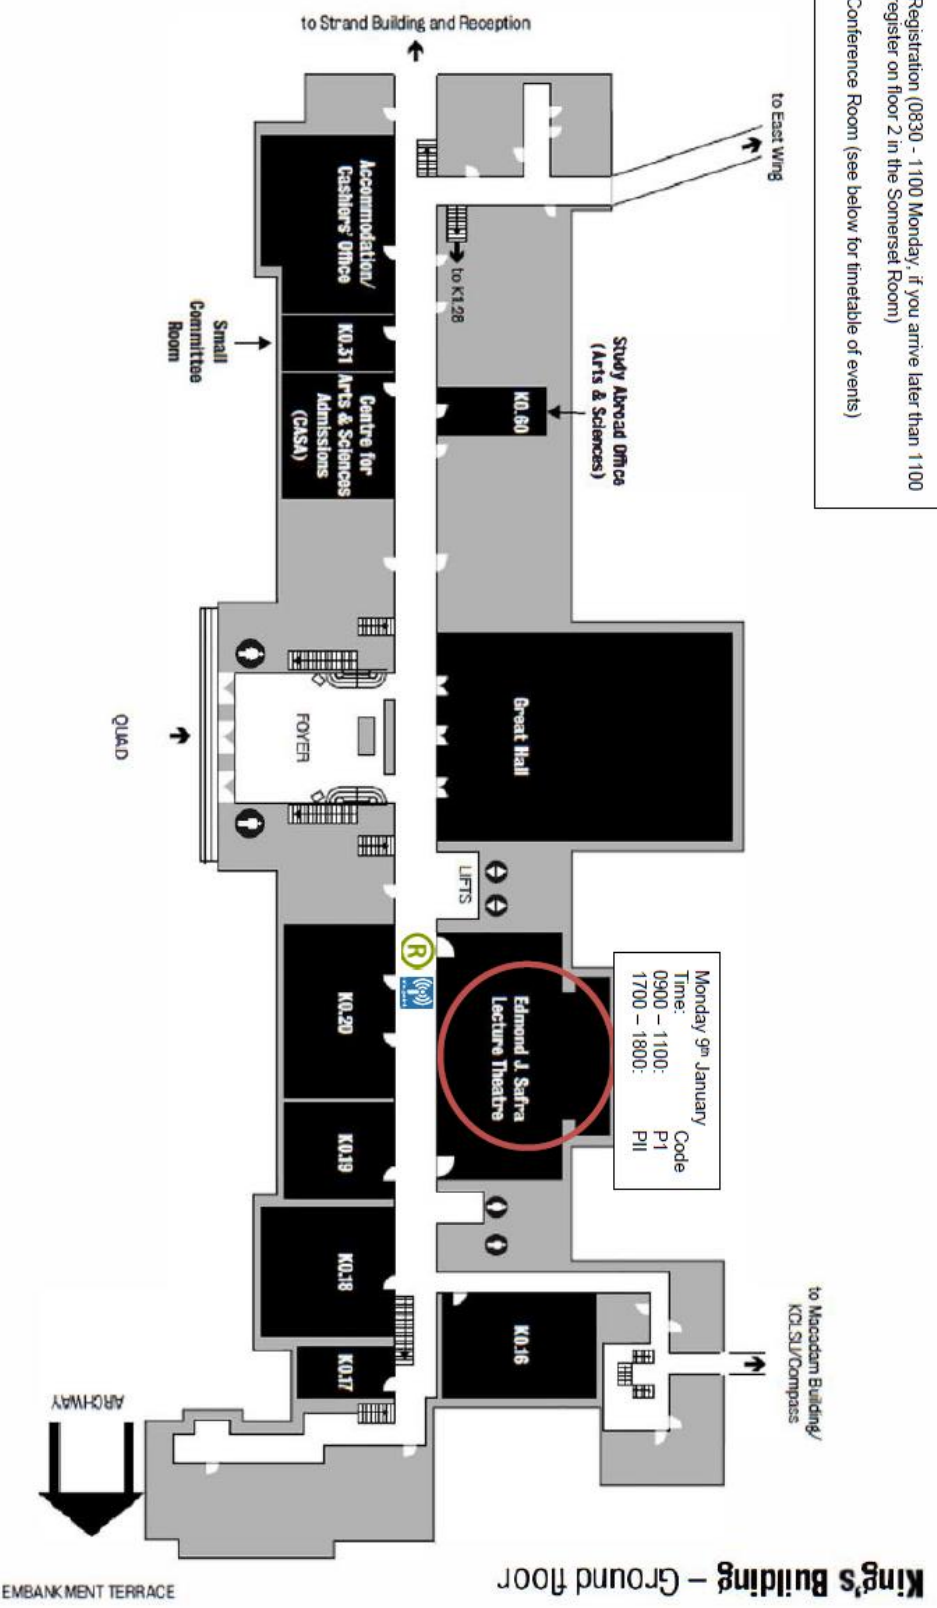 King's Building – Ground floor
Registration (0830 - 1100 Monday, if you arrive later than 1100
register on floor 2 in the Somerset Room)
Conference Room (see below for timetable of events)
to Strand Building and Reception
to East Wing
to K1.28
Accommodation/
Cashiers' Office
K0.31
Small
Committee
Room
Centre for
Arts & Sciences
Admissions
(CASA)
K0.60
Study Abroad Office
(Arts & Sciences)
Great Hall
FOYER
QUAD
LIFTS
R
Edmond J. Safra
Lecture Theatre
Monday 9th January
Time: Code
0900 – 1100: P1
1700 – 1800: PII
K0.20
K0.19
K0.18
K0.17
K0.16
to Macadam Building/
KCLSU/Compass
ARCHWAY
EMBANKMENT TERRACE